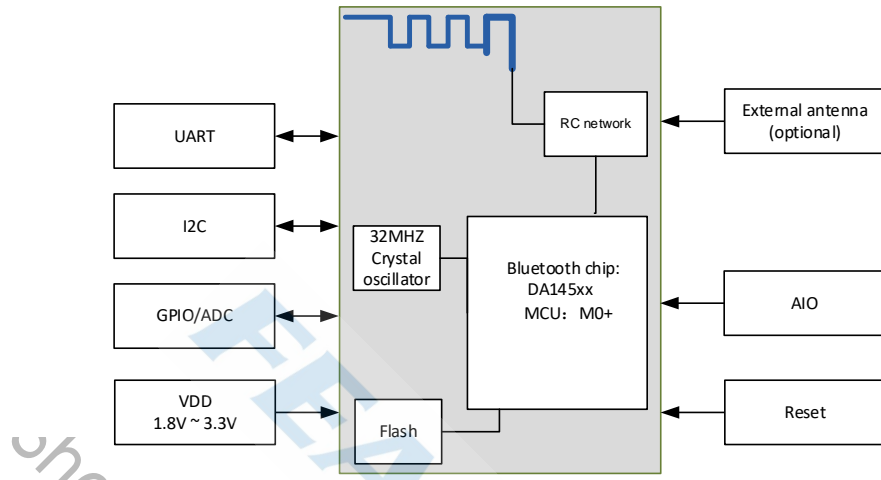 UART
I2C
GPIO/ADC
VDD
1.8V ~ 3.3V
RC network
32MHZ
Crystal
oscillator
Bluetooth chip:
DA145xx
MCU：M0+
Flash
External antenna
(optional)
AIO
Reset